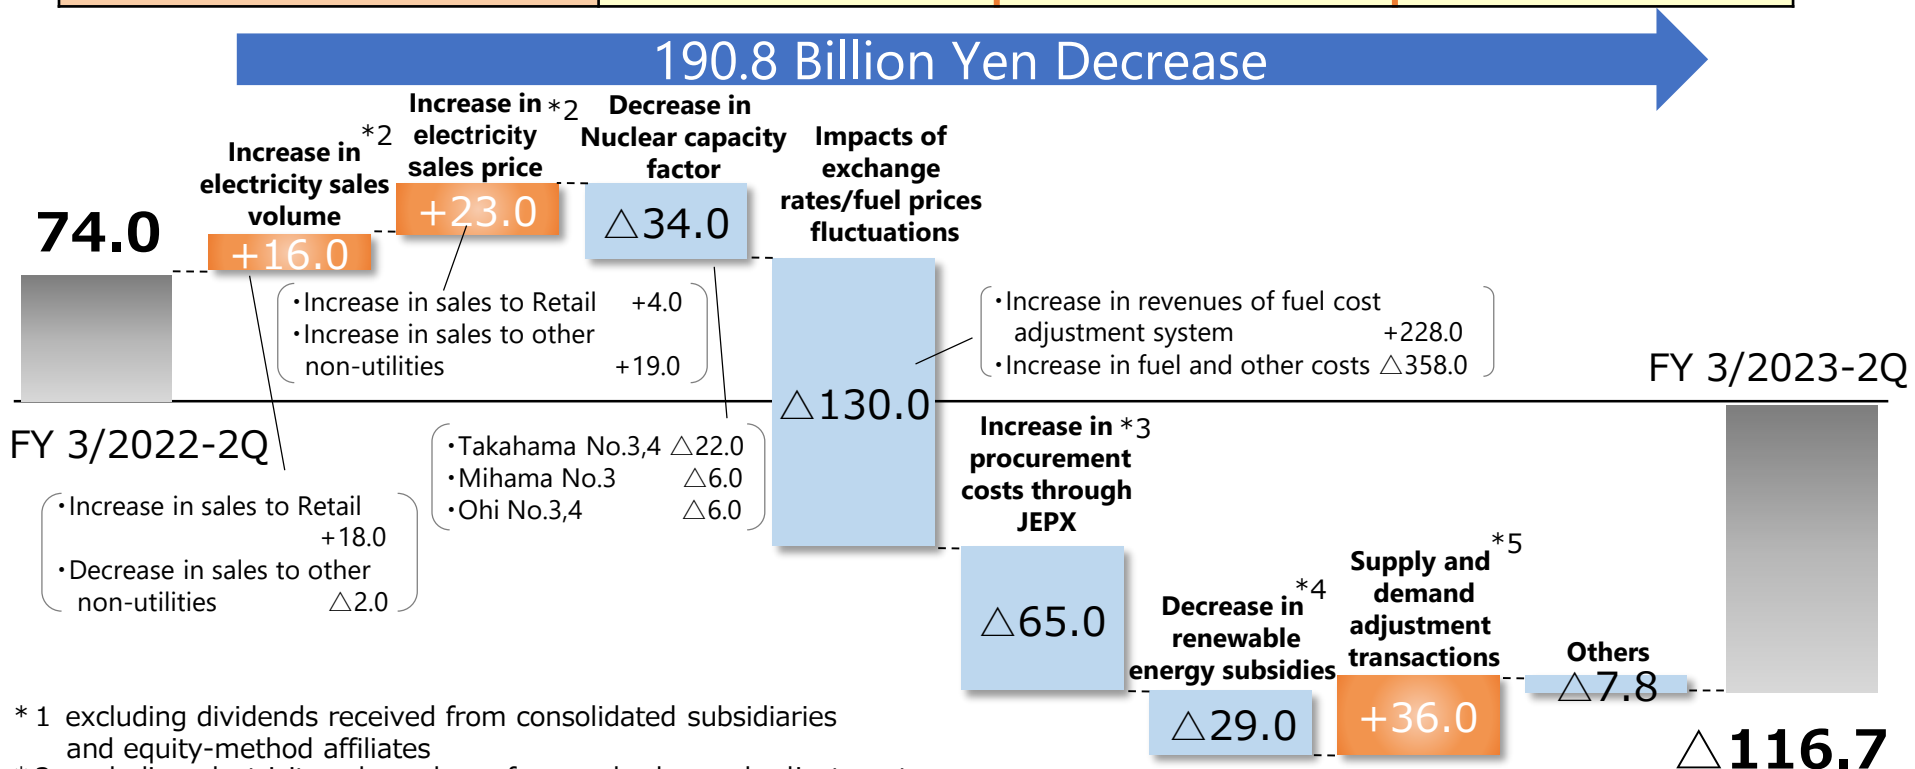 190.8 Billion Yen Decrease
Increase in *2
electricity sales
volume
Increase in *2
electricity
sales price
Decrease in
Nuclear capacity
factor
Impacts of
exchange
rates/fuel prices
fluctuations
74.0
+16.0
+23.0
△34.0
・Increase in sales to Retail +4.0
・Increase in sales to other
non-utilities +19.0
・Increase in revenues of fuel cost
adjustment system +228.0
・Increase in fuel and other costs △358.0
FY 3/2023-2Q
△130.0
FY 3/2022-2Q
・Takahama No.3,4 △22.0
・Mihama No.3 △6.0
・Ohi No.3,4 △6.0
Increase in *3
procurement
costs through
JEPX
・Increase in sales to Retail
+18.0
・Decrease in sales to other
non-utilities △2.0
△65.0
Decrease in *4
renewable
energy subsidies
Supply and *5
demand
adjustment
transactions
Others
△7.8
△29.0
+36.0
△116.7
*1 excluding dividends received from consolidated subsidiaries
and equity-method affiliates